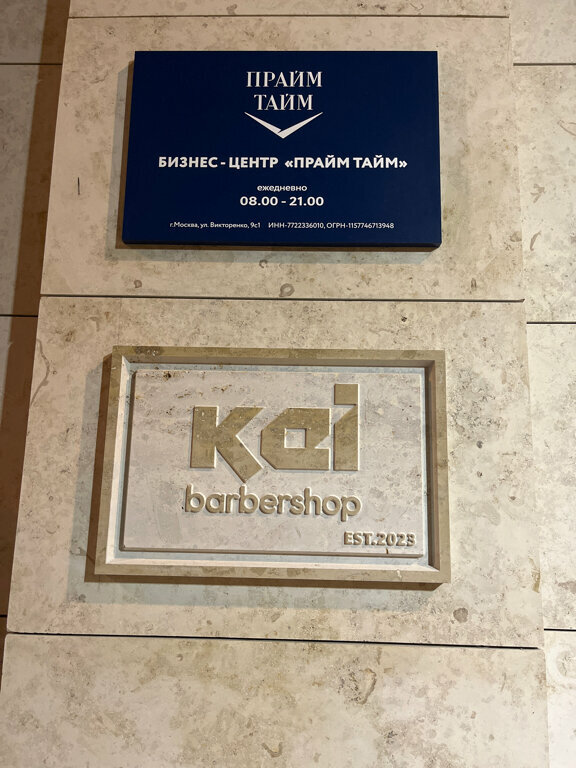 ПРАЙМ
ТАЙМ
БИЗНЕС-ЦЕНТР «ПРАЙМ ТАЙМ»
ежедневно
08.00 - 21.00
г.Москва, ул. Викторенко, 9с1 ИНН-7722336010, ОГРН-1157746713948
kei
barbershop
EST.2023